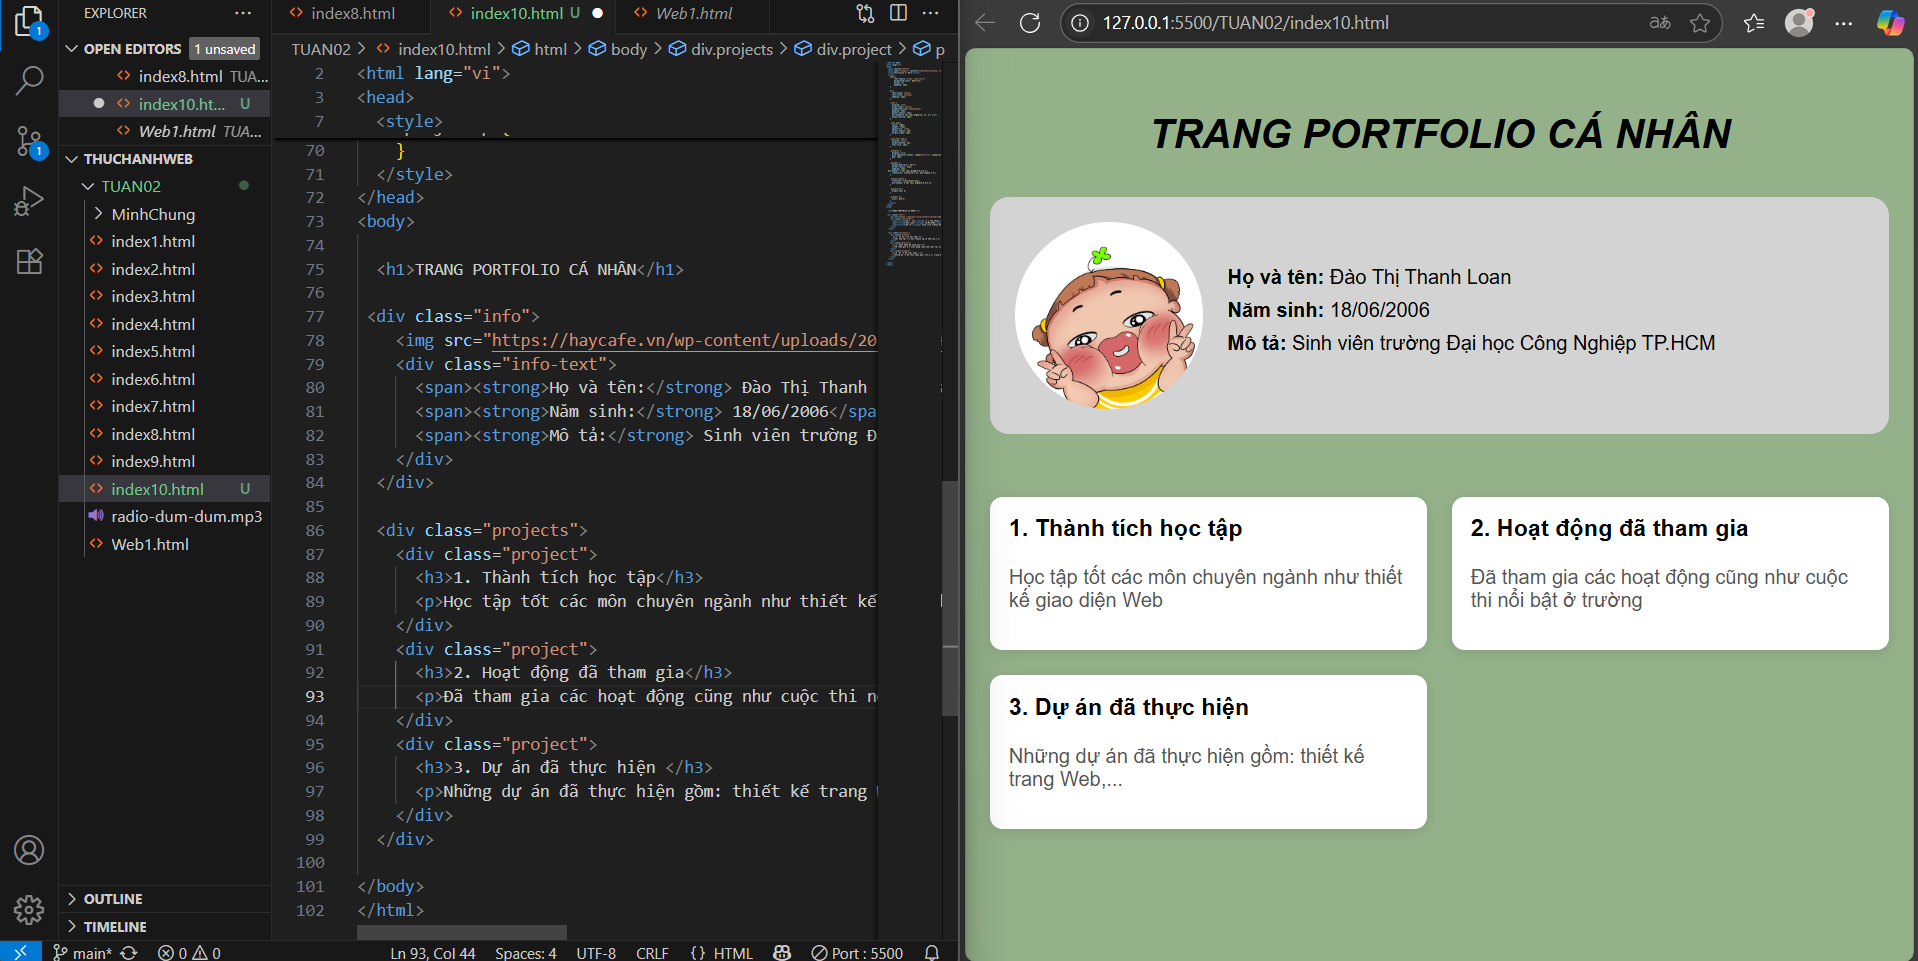 EXPLORER
OPEN EDITORS 1 unsaved
index8.html TUA...
index10.ht... U
Web1.html TUA...
THUCHANHWEB
TUAN02
MinhChung
index1.html
index2.html
index3.html
index4.html
index5.html
index6.html
index7.html
index8.html
index9.html
index10.html U
radio-dum-dum.mp3
Web1.html
OUTLINE
TIMELINE
1
1
index8.html index10.html U Web1.html
TUAN02 > index10.html > html > body > div.projects > div.project > p
2 <html lang="vi">
3 <head>
7 <style>
70 }
71 </style>
72 </head>
73 <body>
74
75 <h1>TRANG PORTFOLIO CÁ NHÂN</h1>
76
77 <div class="info">
78 <img src="https://haycafe.vn/wp-content/uploads/20
79 <div class="info-text">
80 <span><strong>Họ và tên:</strong> Đào Thị Thanh
81 <span><strong>Năm sinh:</strong> 18/06/2006</spa
82 <span><strong>Mô tả:</strong> Sinh viên trường Đ
83 </div>
84 </div>
85
86 <div class="projects">
87 <div class="project">
88 <h3>1. Thành tích học tập</h3>
89 <p>Học tập tốt các môn chuyên ngành như thiết kế
90 </div>
91 <div class="project">
92 <h3>2. Hoạt động đã tham gia</h3>
93 <p>Đã tham gia các hoạt động cũng như cuộc thi n
94 </div>
95 <div class="project">
96 <h3>3. Dự án đã thực hiện </h3>
97 <p>Những dự án đã thực hiện gồm: thiết kế trang
98 </div>
99 </div>
100
101 </body>
102 </html>
main* 0 0 Ln 93, Col 44 Spaces: 4 UTF-8 CRLF {} HTML Port : 5500
127.0.0.1:5500/TUAN02/index10.html
TRANG PORTFOLIO CÁ NHÂN
Họ và tên: Đào Thị Thanh Loan
Năm sinh: 18/06/2006
Mô tả: Sinh viên trường Đại học Công Nghiệp TP.HCM
1. Thành tích học tập
Học tập tốt các môn chuyên ngành như thiết
kế giao diện Web
2. Hoạt động đã tham gia
Đã tham gia các hoạt động cũng như cuộc
thi nổi bật ở trường
3. Dự án đã thực hiện
Những dự án đã thực hiện gồm: thiết kế
trang Web,...